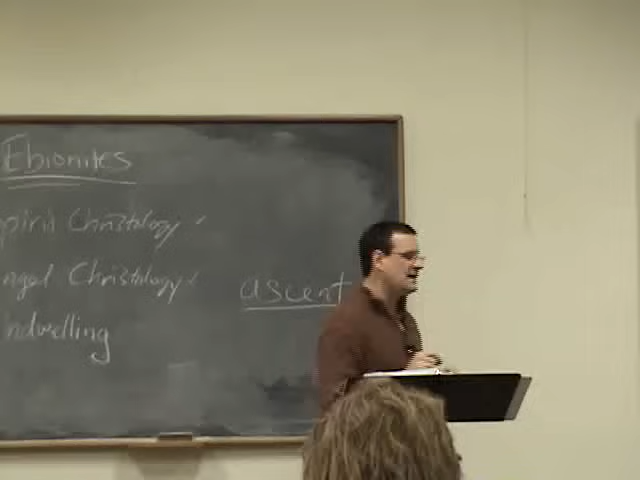 Ebionites
pirit Christology ✓
ngel Christology ✓
ascent
ndwelling